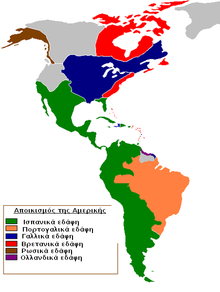 Αποικισμός της Αμερικής
Ισπανικά εδάφη
Πορτογαλικά εδάφη
Γαλλικά εδάφη
Βρετανικά εδάφη
Ρωσικά εδάφη
Ολλανδικά εδάφη